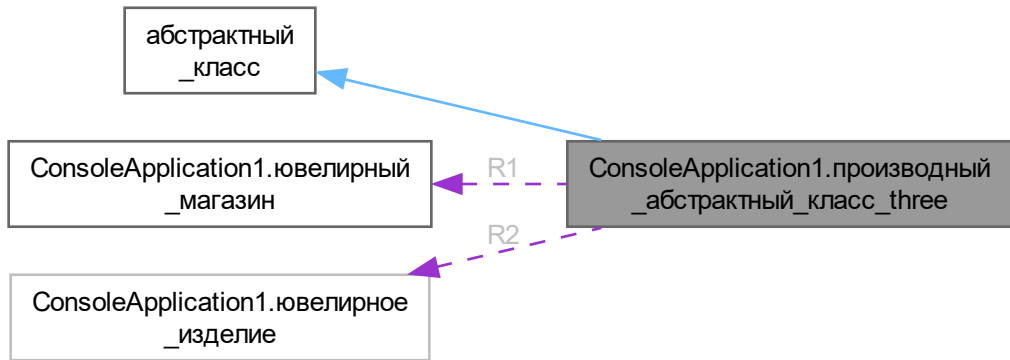 абстрактный
_класс
ConsoleApplication1.ювелирный
_магазин
R1
ConsoleApplication1.производный
_абстрактный_класс_three
R2
ConsoleApplication1.ювелирное
_изделие